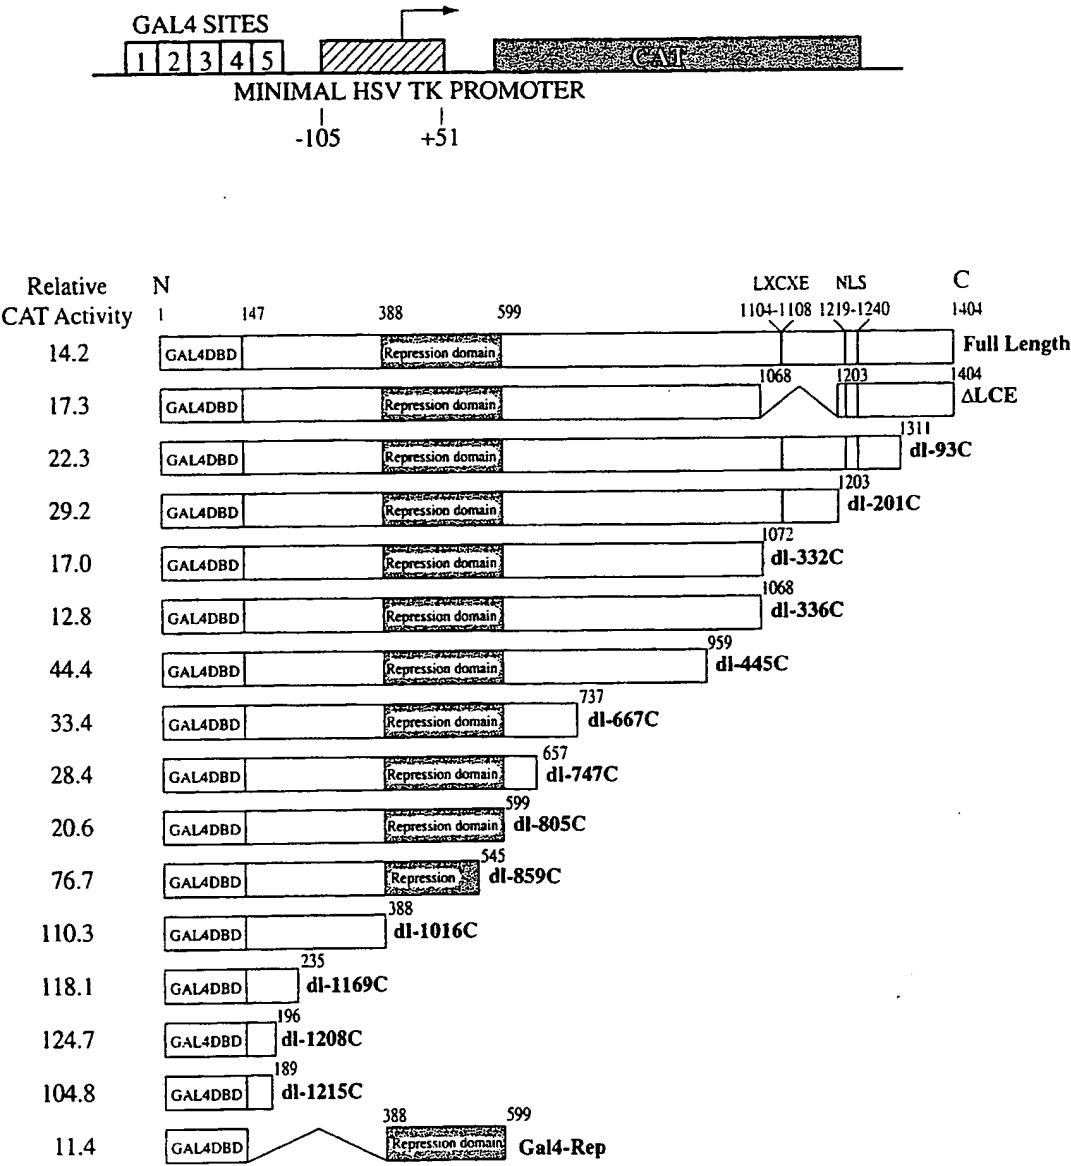 GAL4 SITES
1 2 3 4 5
CAT
MINIMAL HSV TK PROMOTER
-105 +51
Relative CAT Activity
N
LXCXE NLS
C
1 147 388 599 1104-1108 1219-1240 1404
14.2 GAL4DBD Repression domain Full Length
1068 1203 1404
17.3 GAL4DBD Repression domain ΔLCE
1311
22.3 GAL4DBD Repression domain dl-93C
1203
29.2 GAL4DBD Repression domain dl-201C
1072
17.0 GAL4DBD Repression domain dl-332C
1068
12.8 GAL4DBD Repression domain dl-336C
959
44.4 GAL4DBD Repression domain dl-445C
737
33.4 GAL4DBD Repression domain dl-667C
657
28.4 GAL4DBD Repression domain dl-747C
599
20.6 GAL4DBD Repression domain dl-805C
545
76.7 GAL4DBD Repression dl-859C
388
110.3 GAL4DBD dl-1016C
235
118.1 GAL4DBD dl-1169C
196
124.7 GAL4DBD dl-1208C
189
104.8 GAL4DBD dl-1215C
388 599
11.4 GAL4DBD Repression domain Gal4-Rep